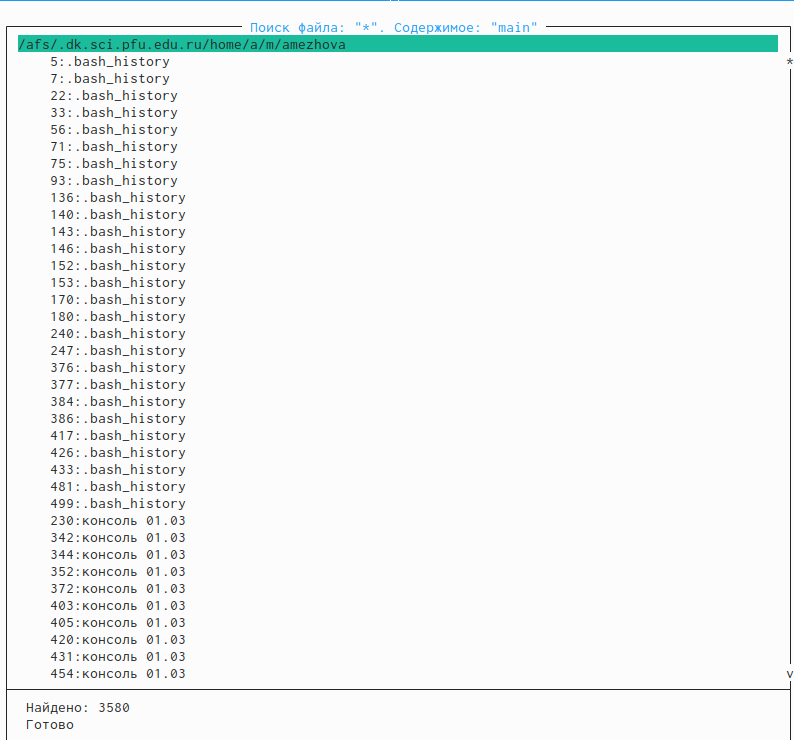 Поиск файла: "*". Содержимое: "main"
/afs/.dk.sci.pfu.edu.ru/home/a/m/amezhova
5:.bash_history
*
7:.bash_history
22:.bash_history
33:.bash_history
56:.bash_history
71:.bash_history
75:.bash_history
93:.bash_history
136:.bash_history
140:.bash_history
143:.bash_history
146:.bash_history
152:.bash_history
153:.bash_history
170:.bash_history
180:.bash_history
240:.bash_history
247:.bash_history
376:.bash_history
377:.bash_history
384:.bash_history
386:.bash_history
417:.bash_history
426:.bash_history
433:.bash_history
481:.bash_history
499:.bash_history
230:консоль 01.03
342:консоль 01.03
344:консоль 01.03
352:консоль 01.03
372:консоль 01.03
403:консоль 01.03
405:консоль 01.03
420:консоль 01.03
431:консоль 01.03
454:консоль 01.03
v
Найдено: 3580
Готово